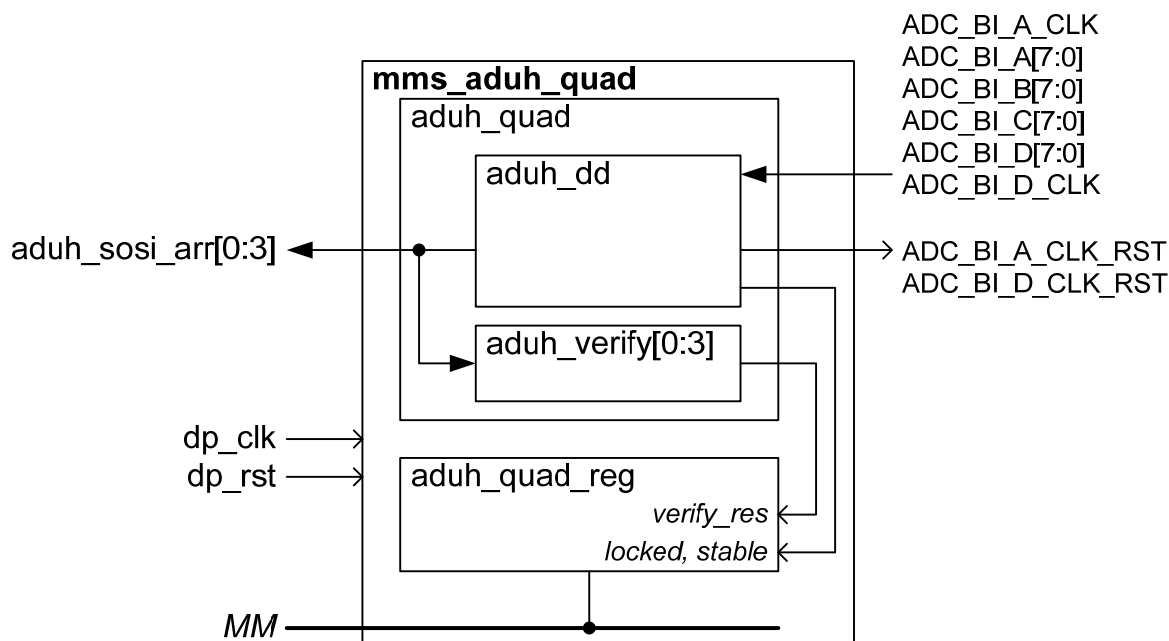 ADC_BI_A_CLK
ADC_BI_A[7:0]
ADC_BI_B[7:0]
ADC_BI_C[7:0]
ADC_BI_D[7:0]
ADC_BI_D_CLK
mms_aduh_quad
aduh_quad
aduh_dd
aduh_sosi_arr[0:3]
ADC_BI_A_CLK_RST
ADC_BI_D_CLK_RST
aduh_verify[0:3]
dp_clk
dp_rst
aduh_quad_reg
verify_res
locked, stable
MM